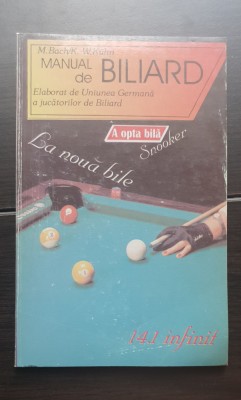 M. Bach/K. W. Kühn
MANUAL
de BILIARD
Elaborat de Uniunea Germană
a jucătorilor de Biliard
A opta bilă
Snooker
La nouă bile
14.1 infinit